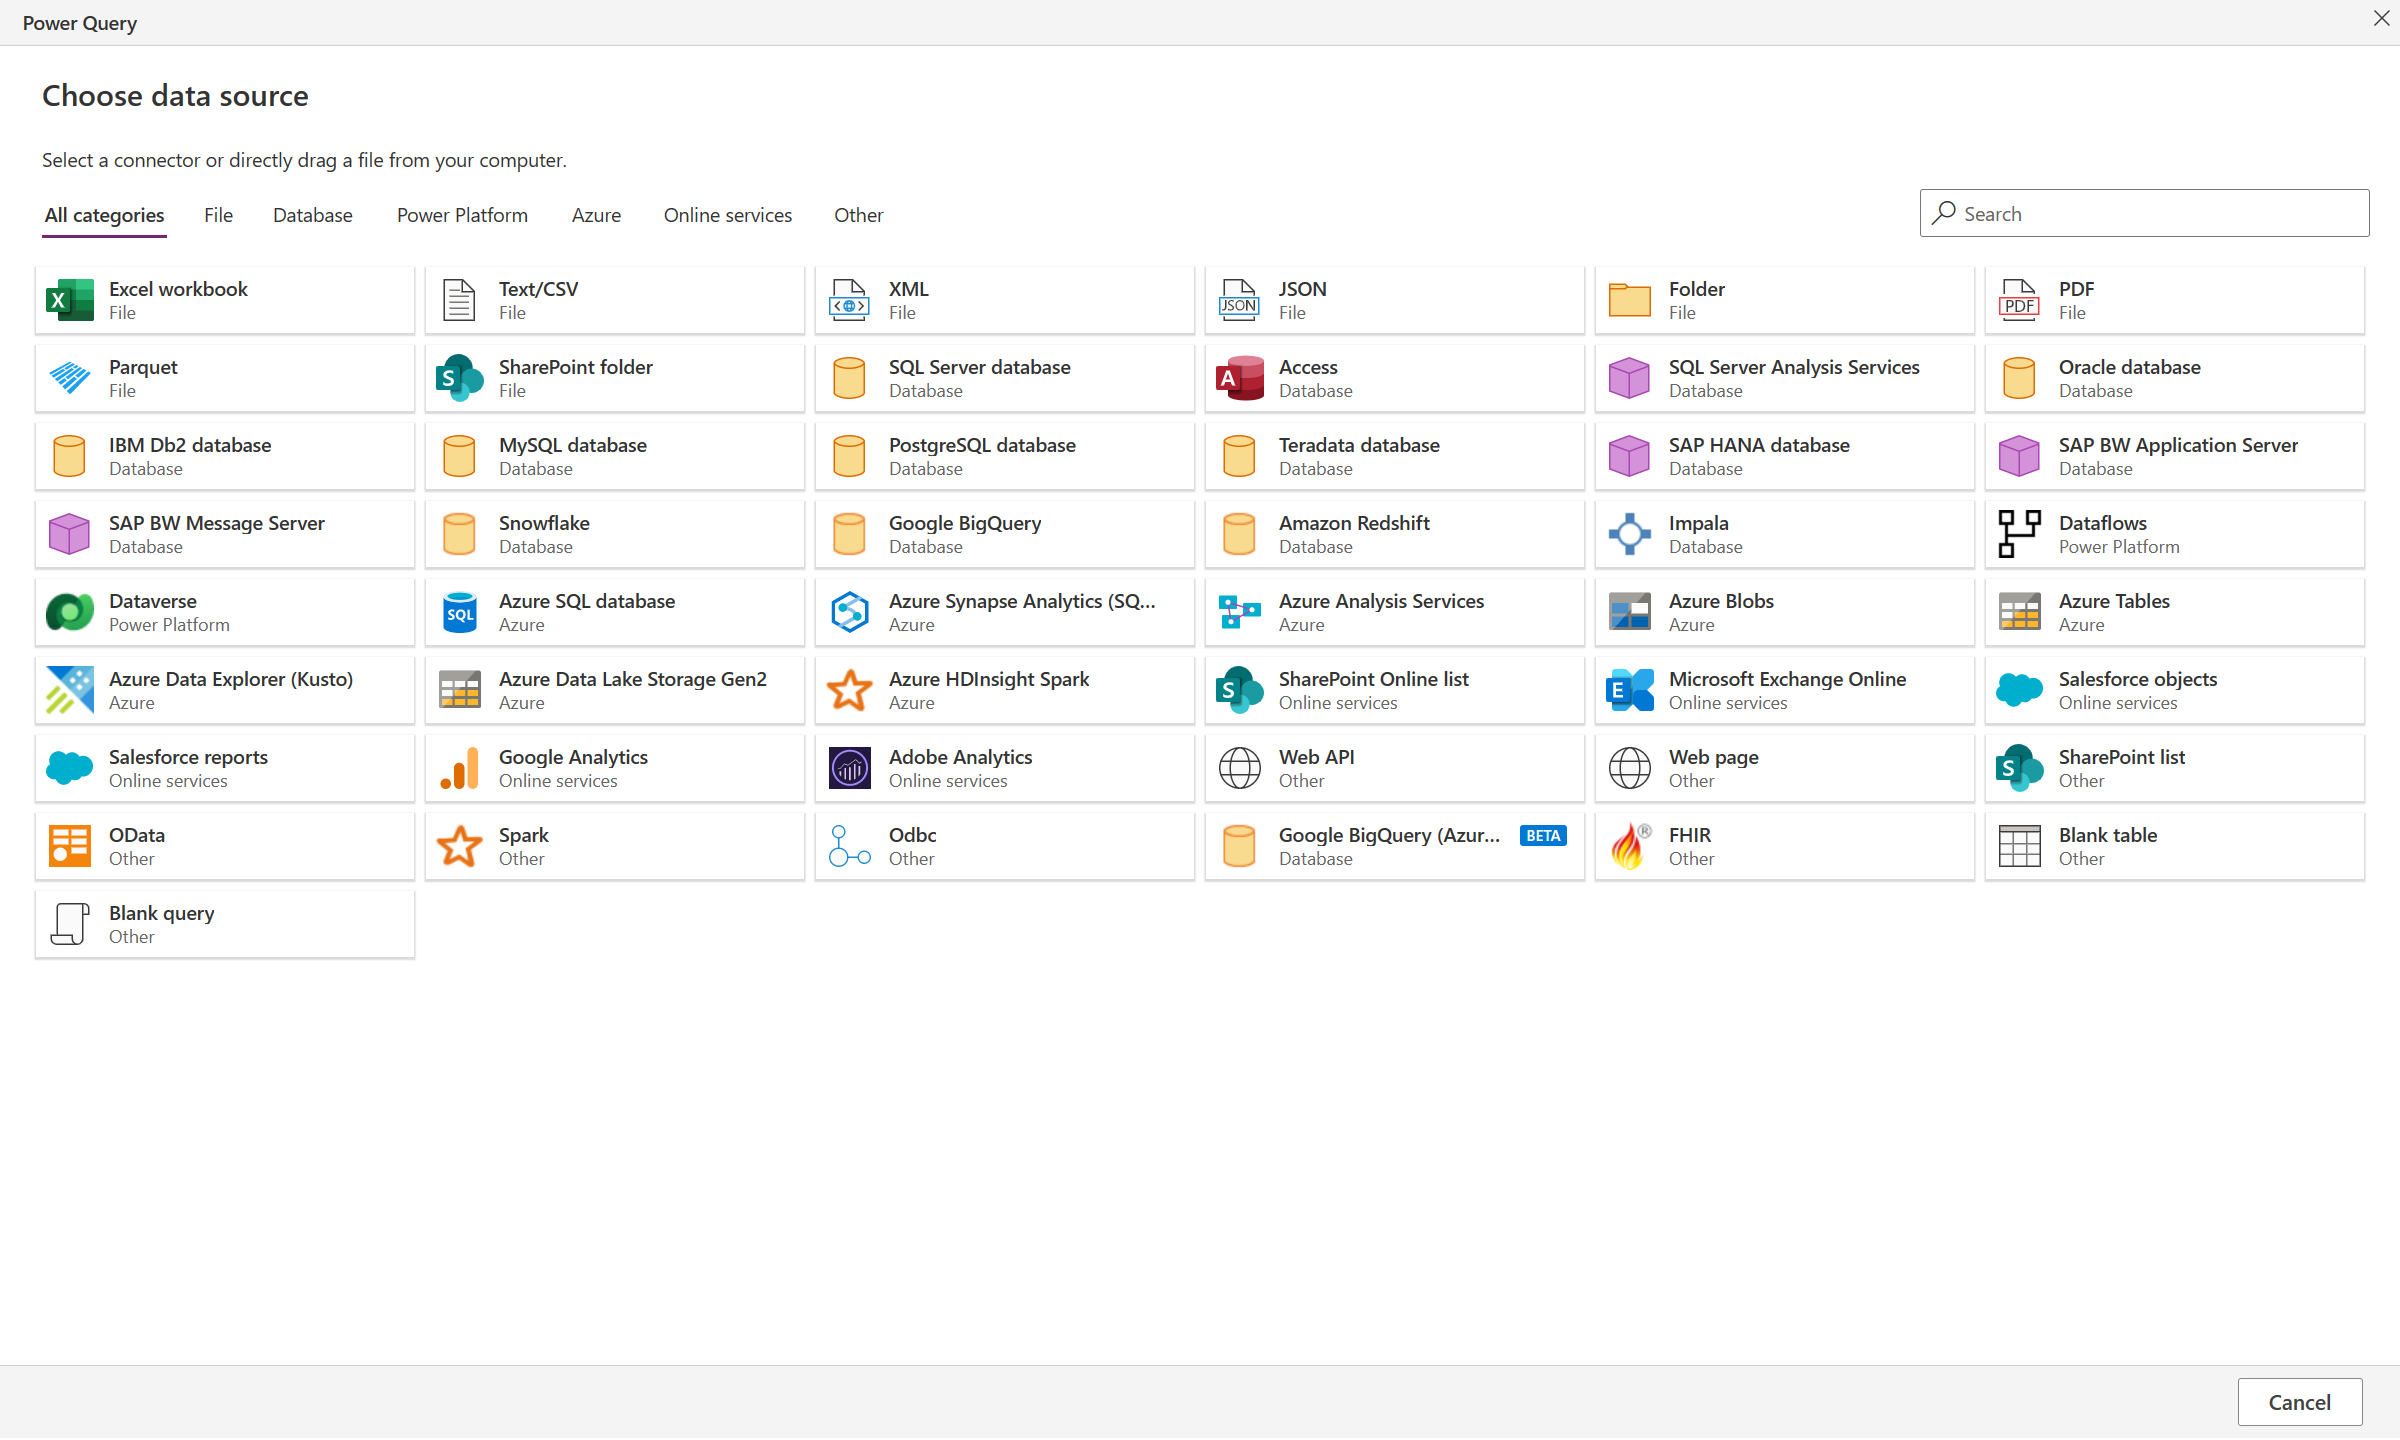 Power Query
Choose data source
Select a connector or directly drag a file from your computer.
All categories File Database Power Platform Azure Online services Other
Search
Excel workbook
File
Text/CSV
File
XML
File
JSON
JSON
File
Folder
File
PDF
PDF
File
Parquet
File
SharePoint folder
File
SQL Server database
Database
Access
Database
SQL Server Analysis Services
Database
Oracle database
Database
IBM Db2 database
Database
MySQL database
Database
PostgreSQL database
Database
Teradata database
Database
SAP HANA database
Database
SAP BW Application Server
Database
SAP BW Message Server
Database
Snowflake
Database
Google BigQuery
Database
Amazon Redshift
Database
Impala
Database
Dataflows
Power Platform
Dataverse
Power Platform
SQL
Azure SQL database
Azure
Azure Synapse Analytics (SQ...
Azure
Azure Analysis Services
Azure
Azure Blobs
Azure
Azure Tables
Azure
Azure Data Explorer (Kusto)
Azure
Azure Data Lake Storage Gen2
Azure
Azure HDInsight Spark
Azure
SharePoint Online list
Online services
Microsoft Exchange Online
Online services
Salesforce objects
Online services
Salesforce reports
Online services
Google Analytics
Online services
Adobe Analytics
Online services
Web API
Other
Web page
Other
SharePoint list
Other
OData
Other
Spark
Other
Odbc
Other
Google BigQuery (Azur... BETA
Database
FHIR
Other
Blank table
Other
Blank query
Other
Cancel